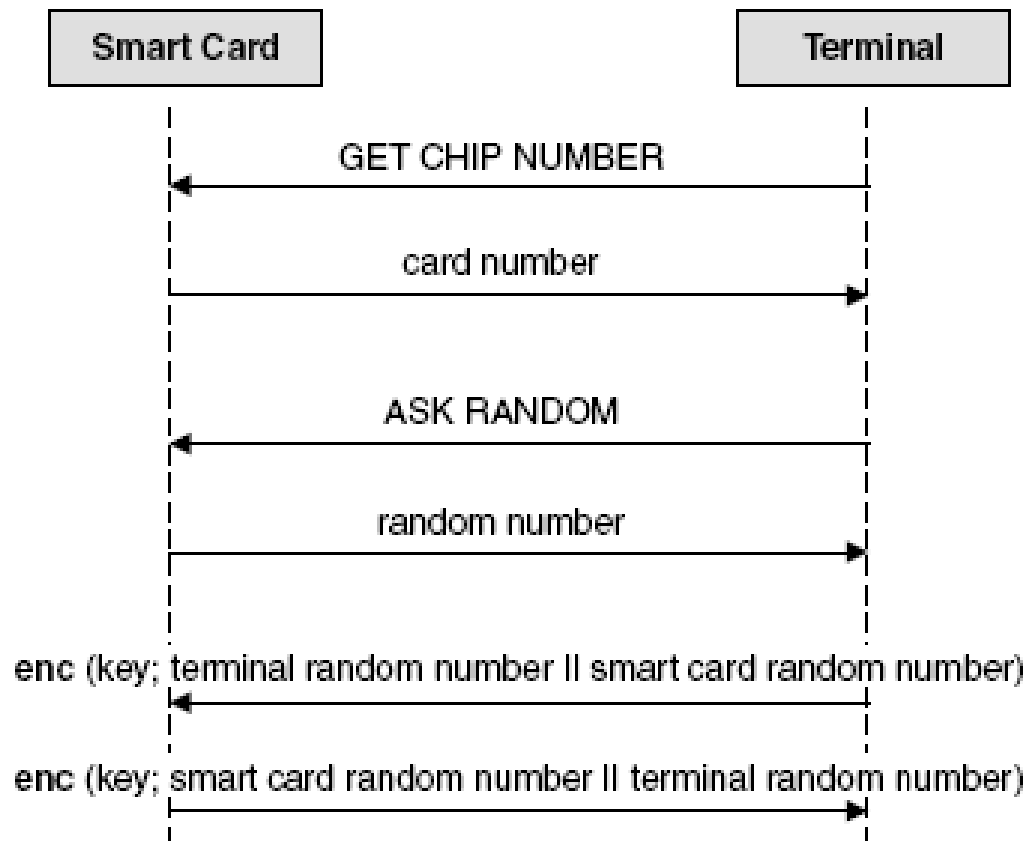 Smart Card
Terminal
GET CHIP NUMBER
card number
ASK RANDOM
random number
enc (key; terminal random number II smart card random number)
enc (key; smart card random number II terminal random number)